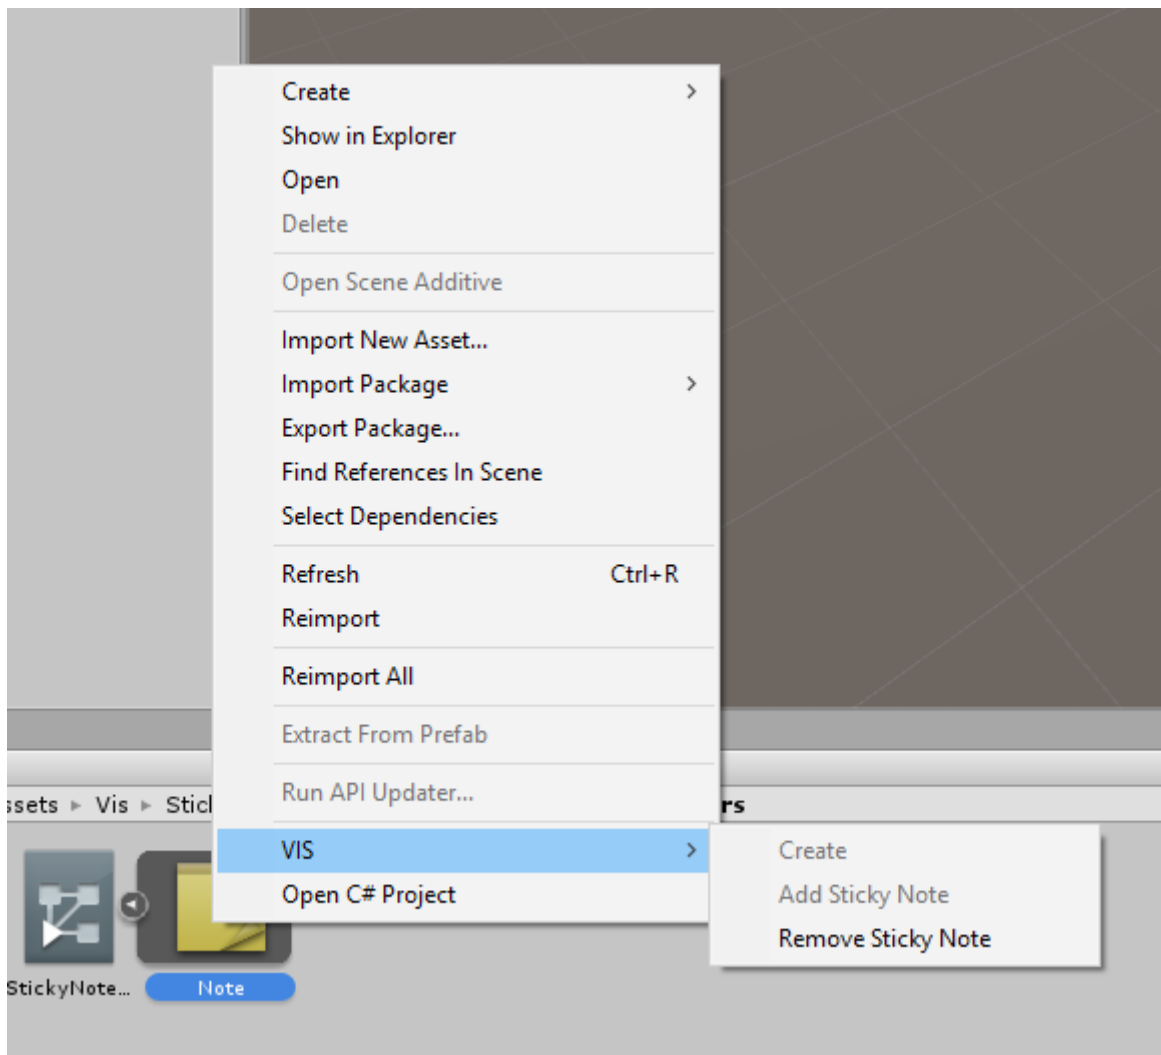 Create
Show in Explorer
Open
Delete
Open Scene Additive
Import New Asset...
Import Package
Export Package...
Find References In Scene
Select Dependencies
Refresh Ctrl+R
Reimport
Reimport All
Extract From Prefab
Run API Updater...
ssets ▸ Vis ▸ Stic rs
VIS
Create
Open C# Project
Add Sticky Note
Remove Sticky Note
StickyNote...
Note